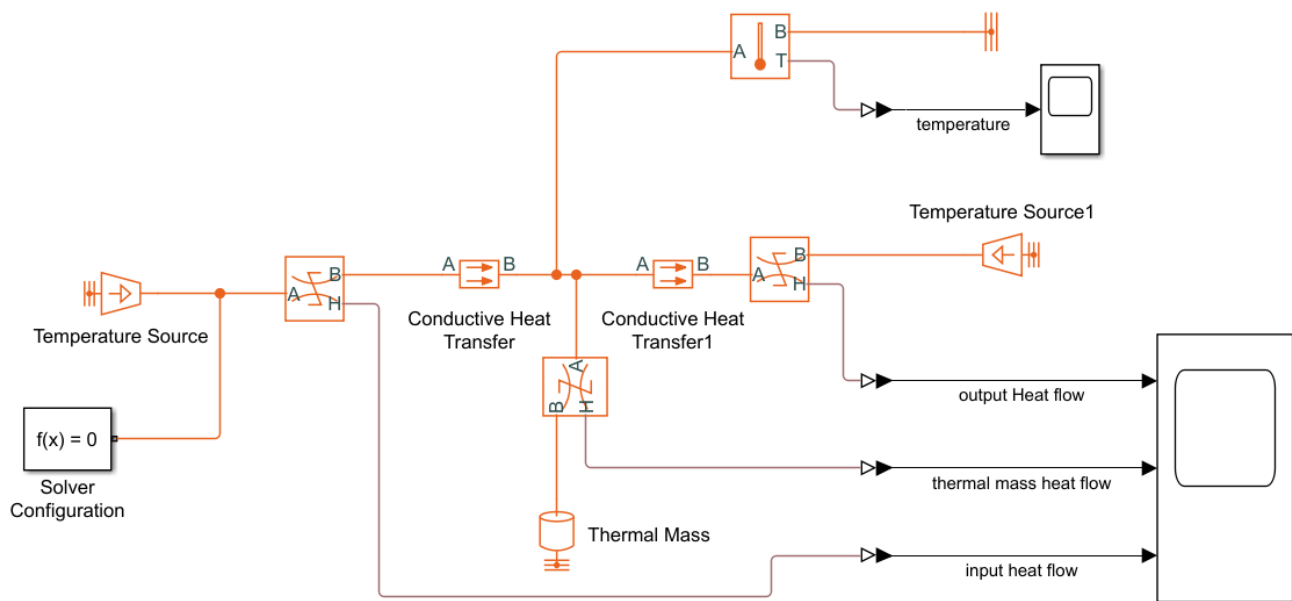 B
A
T
temperature
Temperature Source1
B
A
H
A
B
A
B
B
A
H
Temperature Source
Conductive Heat
Transfer
Conductive Heat
Transfer1
A
B
H
output Heat flow
f(x) = 0
thermal mass heat flow
Solver
Configuration
Thermal Mass
input heat flow